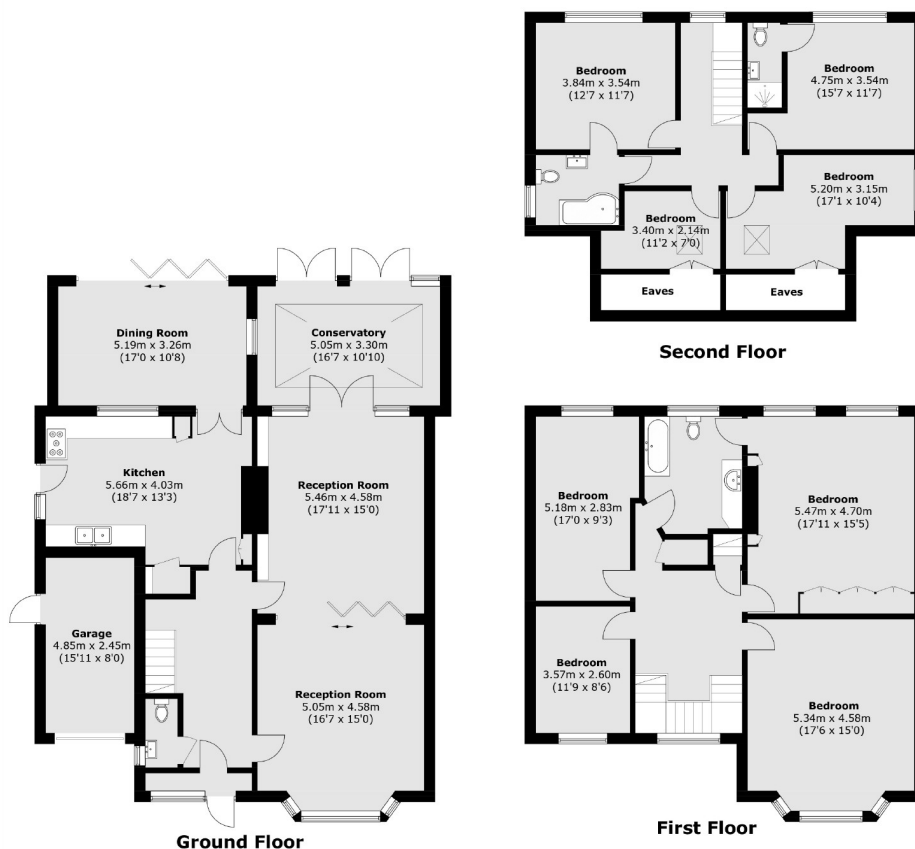 Bedroom
3.84m x 3.54m
(12'7 x 11'7)
Bedroom
4.75m x 3.54m
(15'7 x 11'7)
Bedroom
5.20m x 3.15m
(17'1 x 10'4)
Bedroom
3.40m x 2.14m
(11'2 x 7'0)
Eaves
Eaves
Second Floor
Dining Room
5.19m x 3.26m
(17'0 x 10'8)
Conservatory
5.05m x 3.30m
(16'7 x 10'10)
Kitchen
5.66m x 4.03m
(18'7 x 13'3)
Reception Room
5.46m x 4.58m
(17'11 x 15'0)
Garage
4.85m x 2.45m
(15'11 x 8'0)
Reception Room
5.05m x 4.58m
(16'7 x 15'0)
Ground Floor
Bedroom
5.18m x 2.83m
(17'0 x 9'3)
Bedroom
5.47m x 4.70m
(17'11 x 15'5)
Bedroom
3.57m x 2.60m
(11'9 x 8'6)
Bedroom
5.34m x 4.58m
(17'6 x 15'0)
First Floor